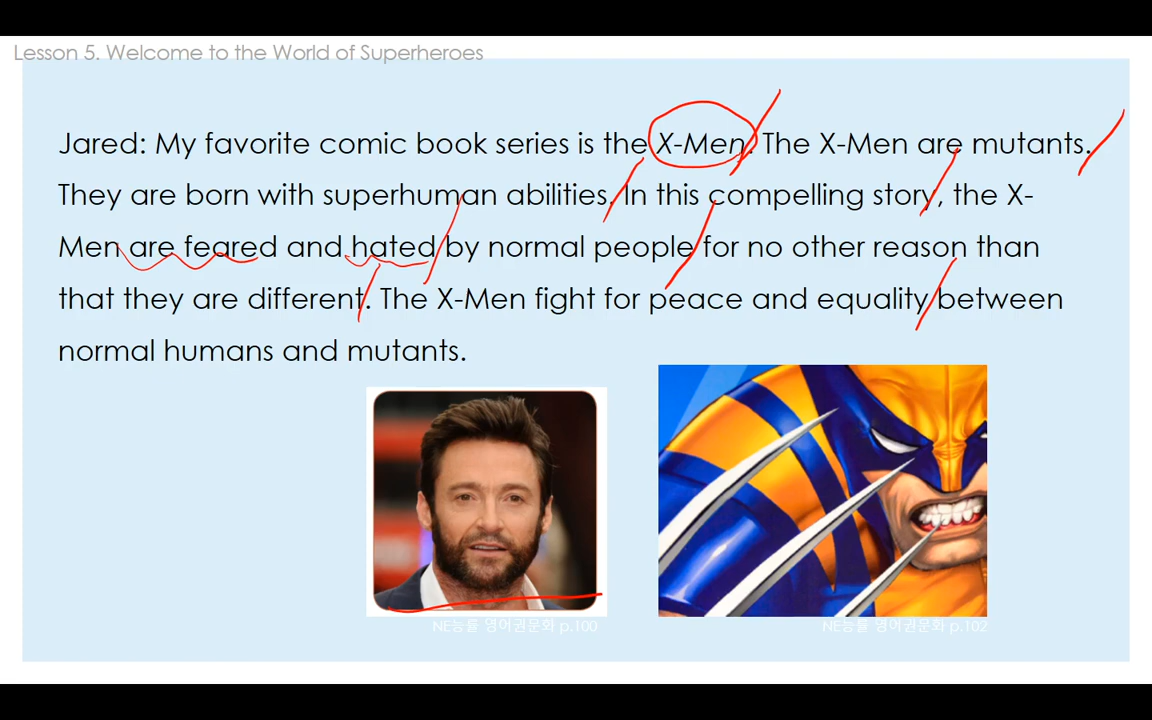 Lesson 5. Welcome to the World of Superheroes
Jared: My favorite comic book series is the X-Men. The X-Men are mutants.
They are born with superhuman abilities. In this compelling story, the X-
Men are feared and hated by normal people for no other reason than
that they are different. The X-Men fight for peace and equality between
normal humans and mutants.
NE능률 영어권문화 p.100
NE능률 영어권문화 p.102